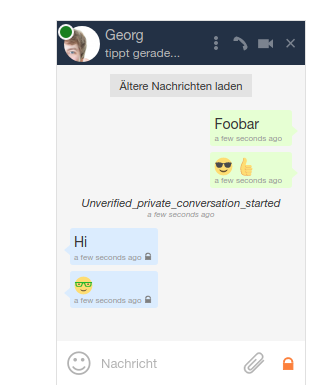 Georg
tippt gerade...
Ältere Nachrichten laden
Foobar
a few seconds ago
a few seconds ago
Unverified_private_conversation_started
a few seconds ago
Hi
a few seconds ago
a few seconds ago
Nachricht